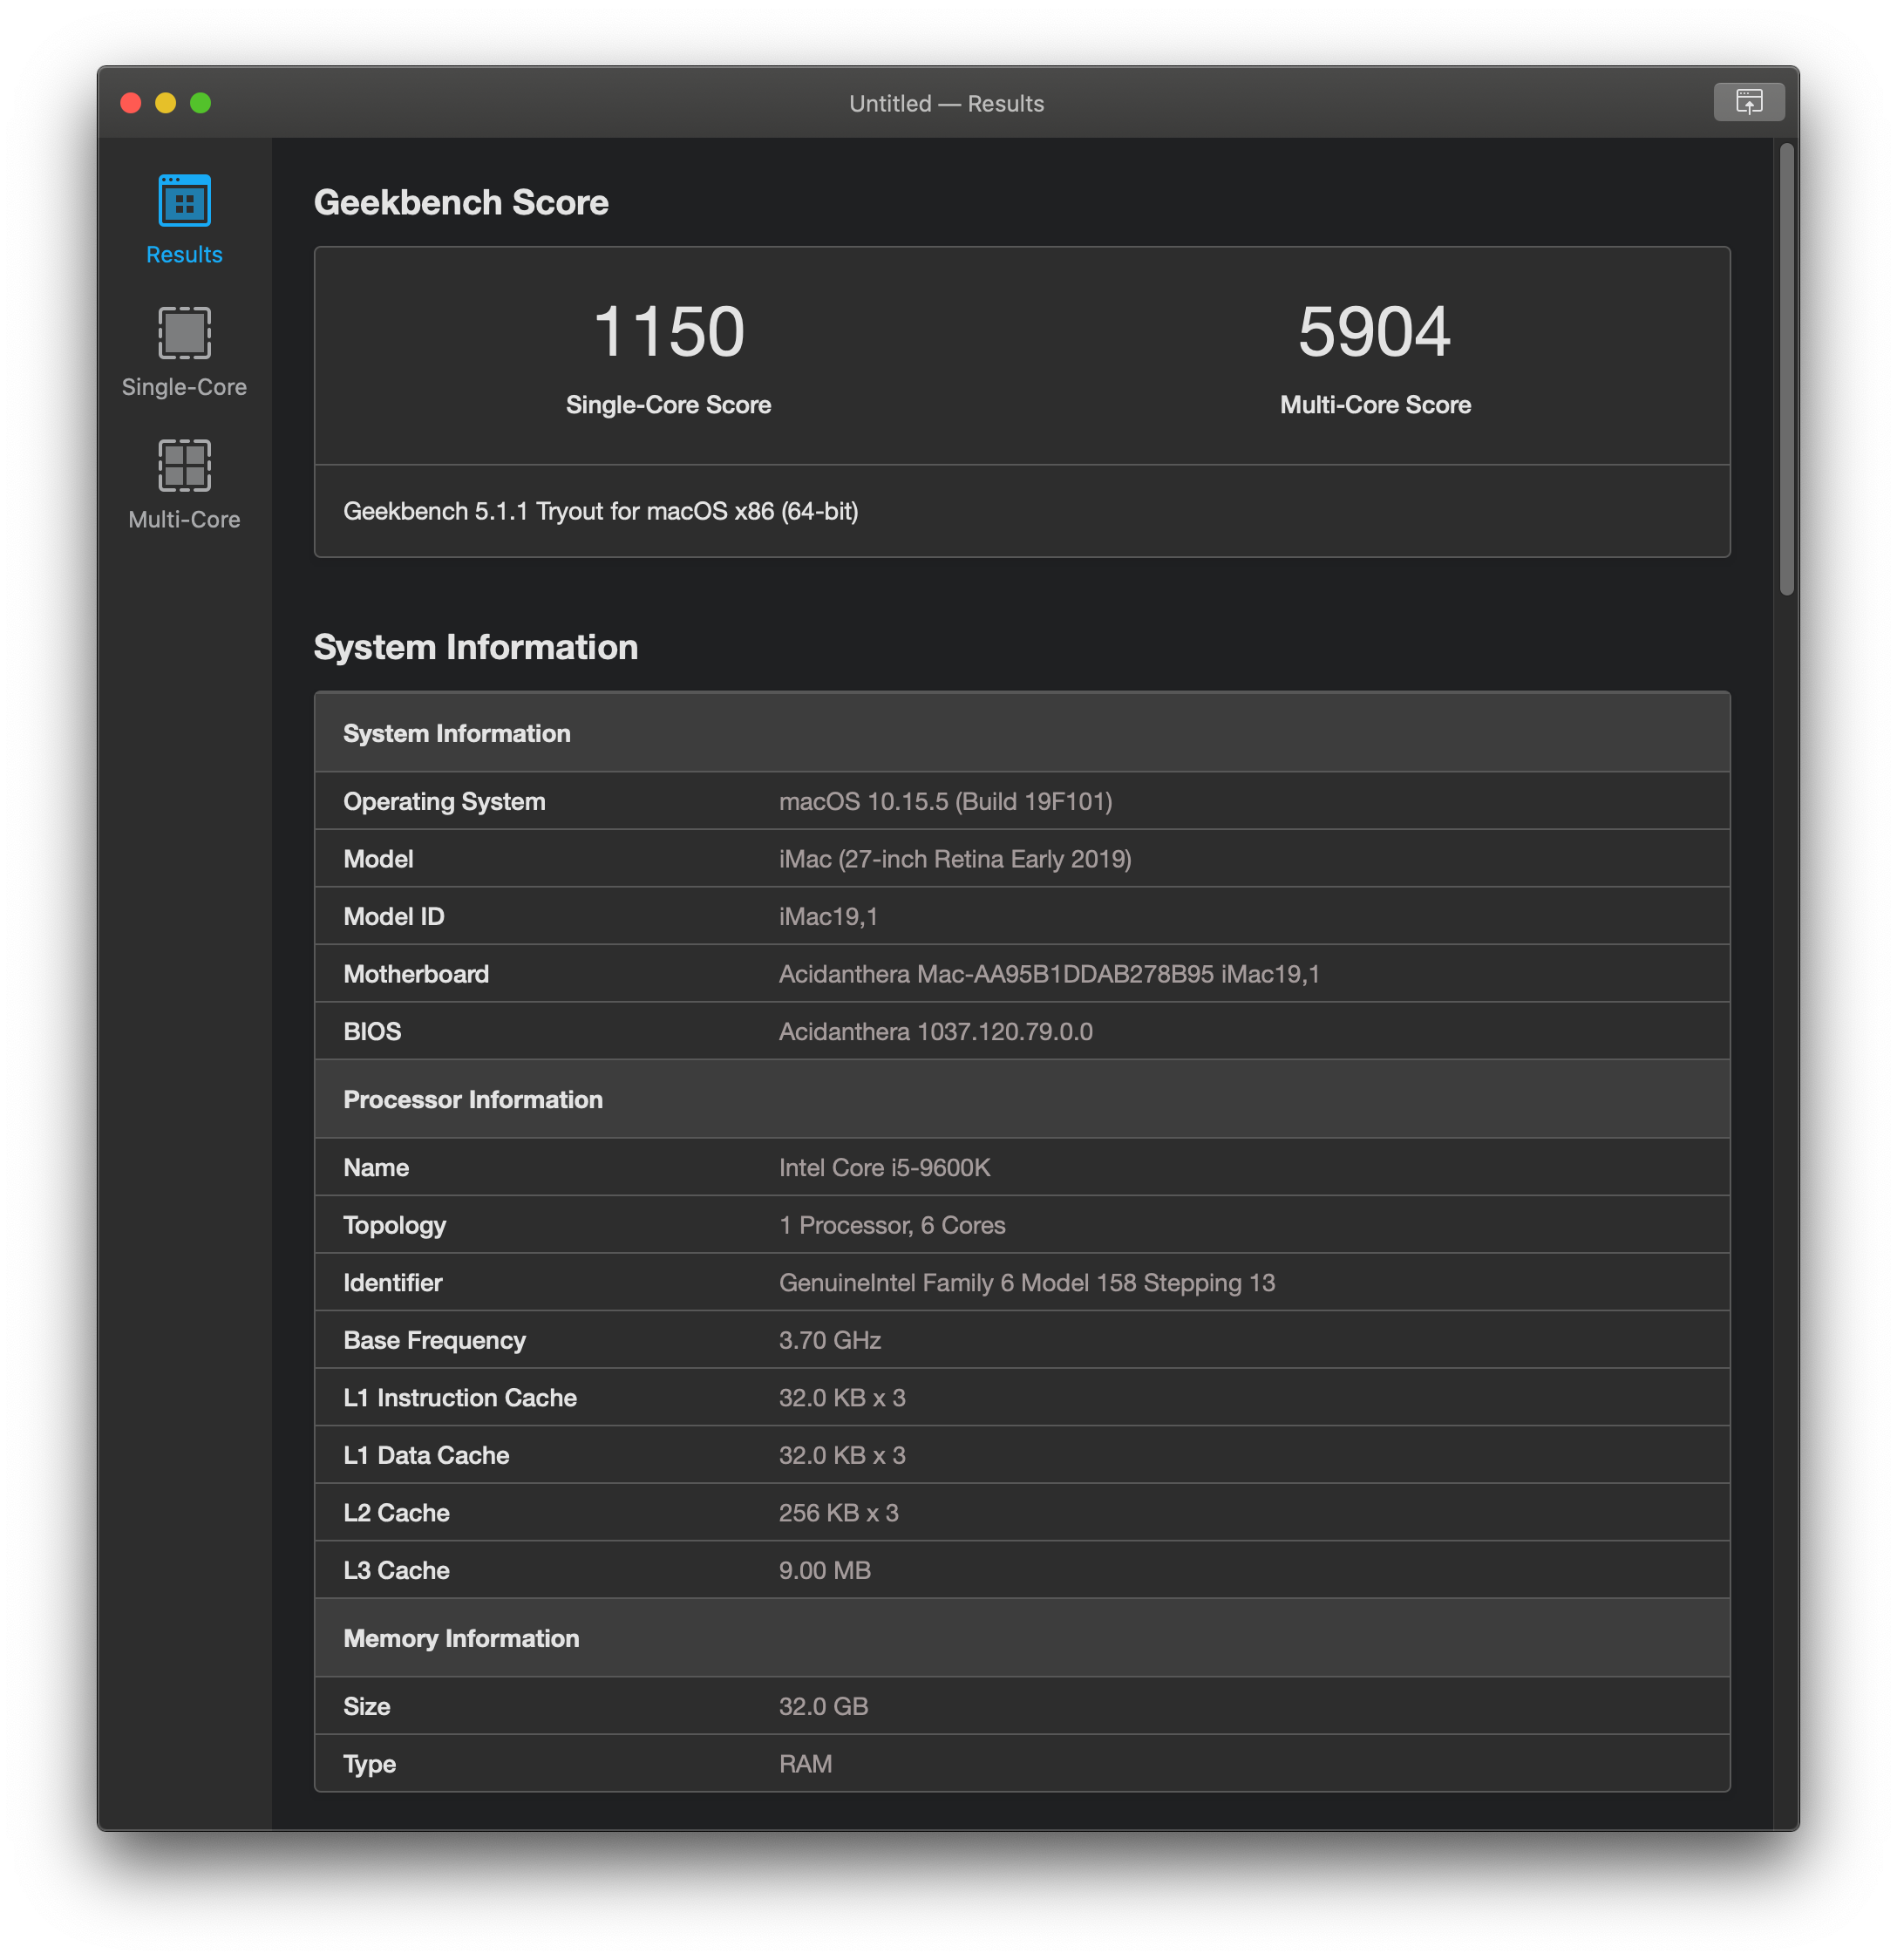 Untitled — Results
Results
Single-Core
Multi-Core
Geekbench Score
1150 5904
Single-Core Score Multi-Core Score
Geekbench 5.1.1 Tryout for macOS x86 (64-bit)
System Information
System Information
Operating System macOS 10.15.5 (Build 19F101)
Model iMac (27-inch Retina Early 2019)
Model ID iMac19,1
Motherboard Acidanthera Mac-AA95B1DDAB278B95 iMac19,1
BIOS Acidanthera 1037.120.79.0.0
Processor Information
Name Intel Core i5-9600K
Topology 1 Processor, 6 Cores
Identifier GenuineIntel Family 6 Model 158 Stepping 13
Base Frequency 3.70 GHz
L1 Instruction Cache 32.0 KB x 3
L1 Data Cache 32.0 KB x 3
L2 Cache 256 KB x 3
L3 Cache 9.00 MB
Memory Information
Size 32.0 GB
Type RAM